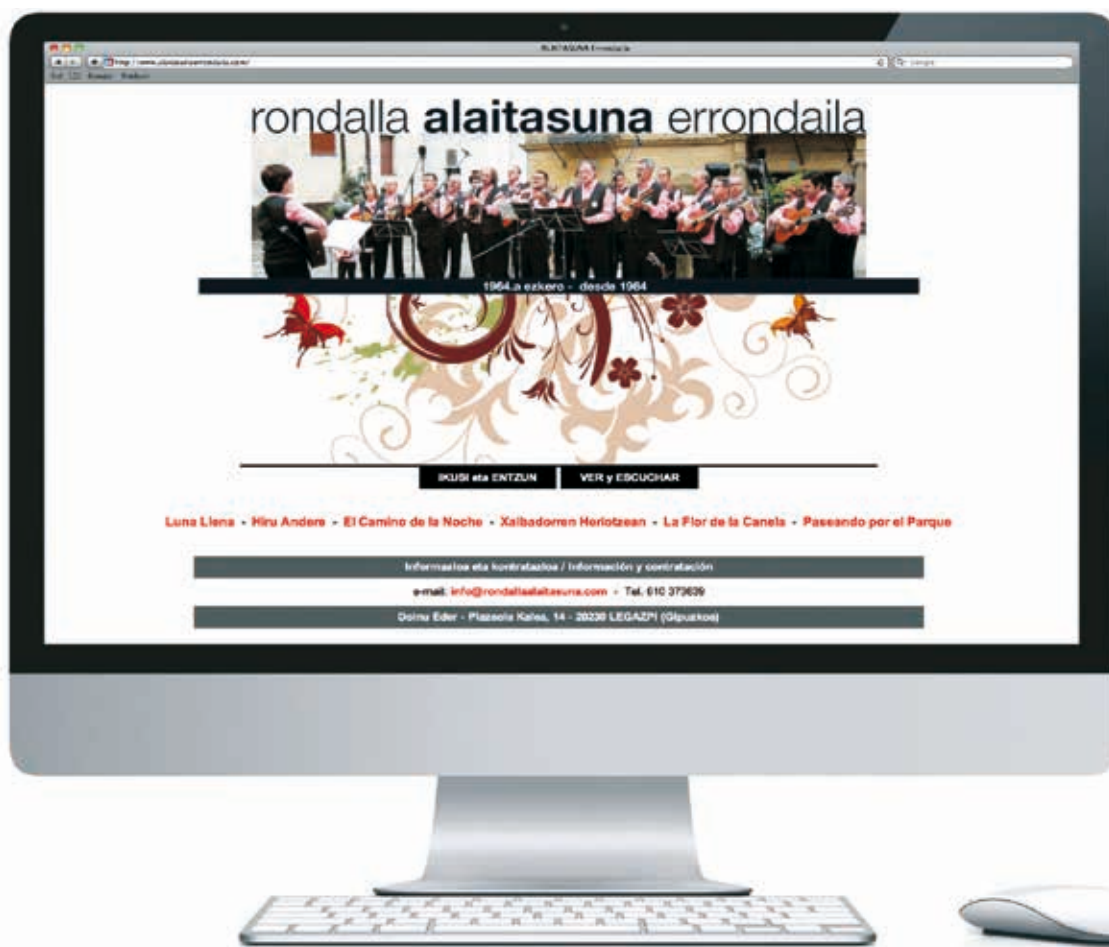 ALAITASUNA Errondaila
rondalla alaitasuna errondaila
1964.a ezkero - desde 1964
IKUSI eta ENTZUN
VER y ESCUCHAR
Luna Llena - Hiru Andere - El Camino de la Noche - Xalbadorren Heriotzean - La Flor de la Canela - Paseando por el Parque
Informazioa eta kontratazioa / Información y contratación
e-mail: info@rondallaalaitasuna.com - Tel. 610 373639
Doinu Eder - Plazaola Kalea, 14 - 20230 LEGAZPI (Gipuzkoa)